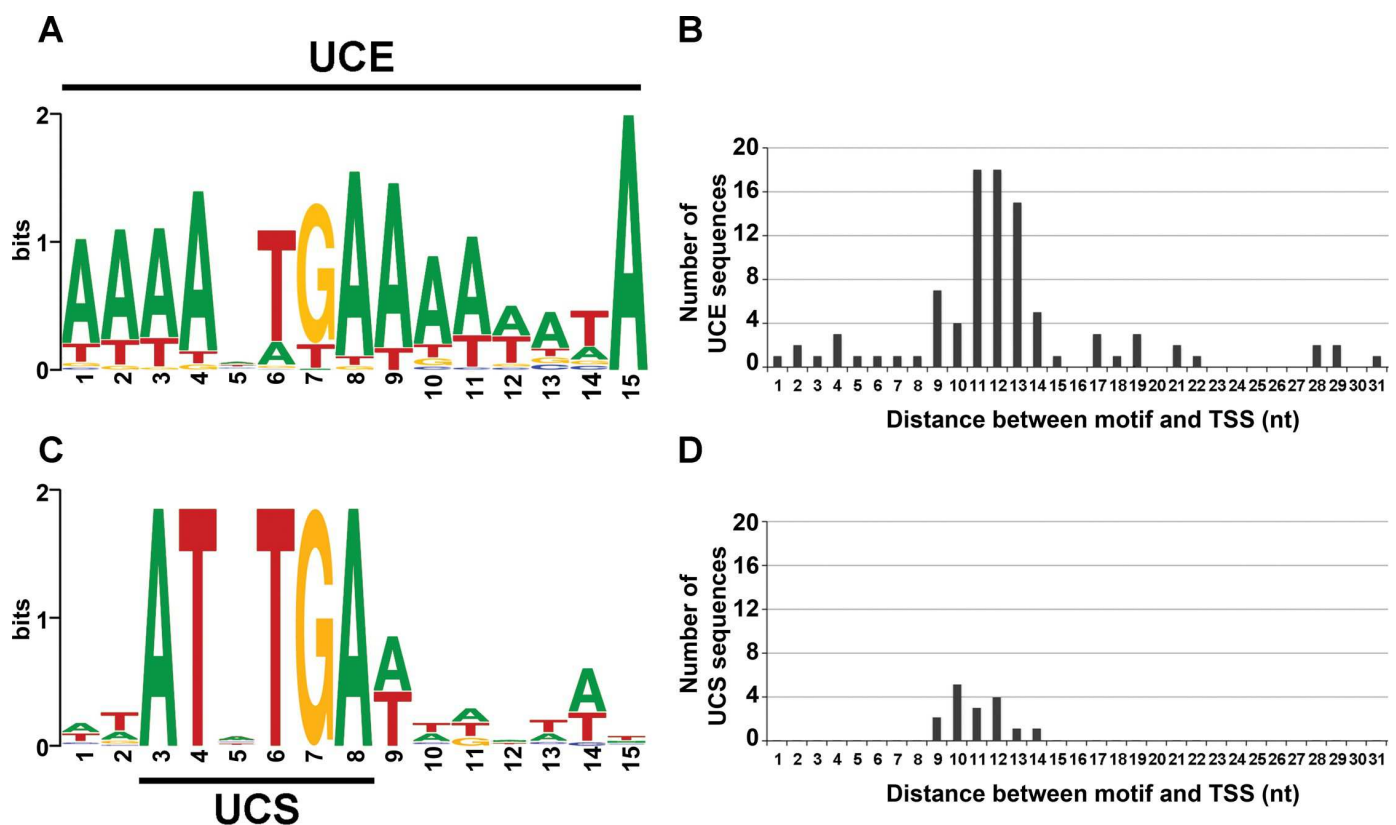 A
UCE
2
1
0
bits
A A A A T G A A A A A A T A
T T T T A T T T T T T T A
1 2 3 4 5 6 7 8 9 10 11 12 13 14 15
B
Number of
UCE sequences
20
16
12
8
4
0
1 2 3 4 5 6 7 8 9 10 11 12 13 14 15 16 17 18 19 20 21 22 23 24 25 26 27 28 29 30 31
Distance between motif and TSS (nt)
C
2
1
0
bits
A T A T T G A A T A T A T
T A T A T A T
1 2 3 4 5 6 7 8 9 10 11 12 13 14 15
UCS
D
Number of
UCS sequences
20
16
12
8
4
0
1 2 3 4 5 6 7 8 9 10 11 12 13 14 15 16 17 18 19 20 21 22 23 24 25 26 27 28 29 30 31
Distance between motif and TSS (nt)